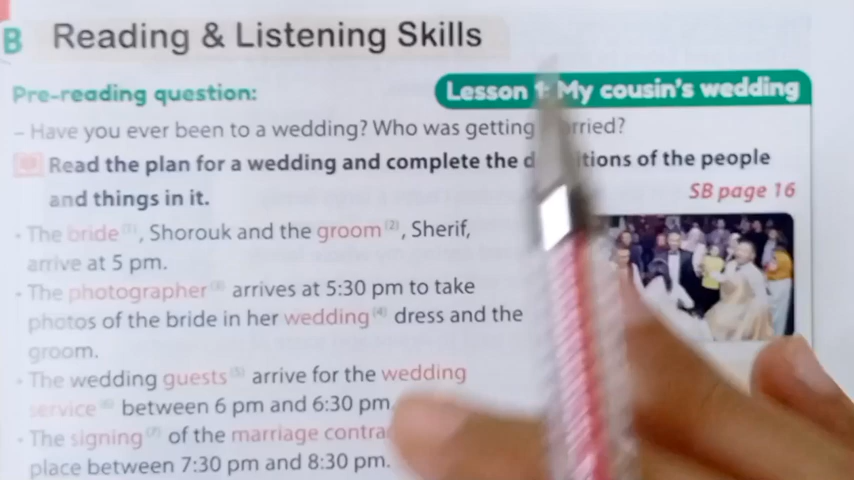 B Reading & Listening Skills
Pre-reading question:
Lesson 1: My cousin's wedding
– Have you ever been to a wedding? Who was getting married?
Read the plan for a wedding and complete the definitions of the people
and things in it.
SB page 16
• The bride(1), Shorouk and the groom(2), Sherif,
arrive at 5 pm.
• The photographer(3) arrives at 5:30 pm to take
photos of the bride in her wedding(4) dress and the
groom.
• The wedding guests(5) arrive for the wedding
service(6) between 6 pm and 6:30 pm.
• The signing(7) of the marriage contra
place between 7:30 pm and 8:30 pm.